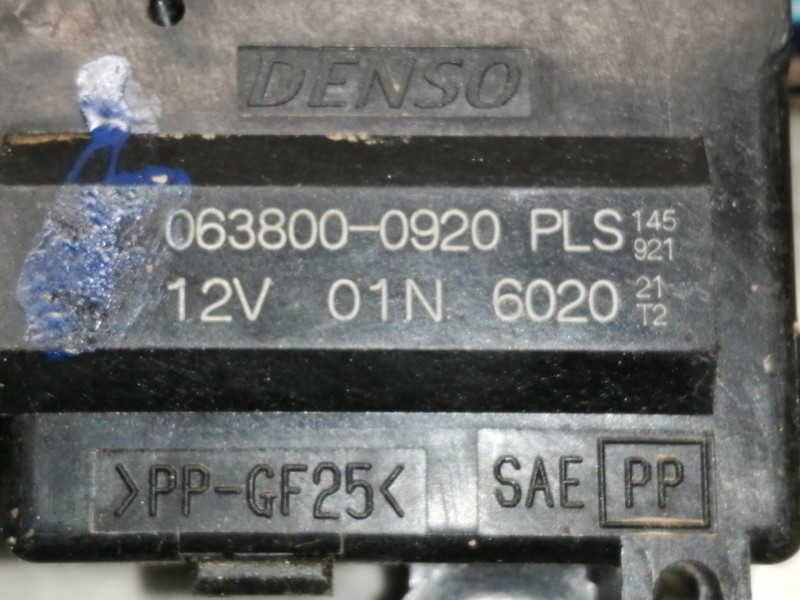 DENSO
063800-0920 PLS 145
921
12V 01N 6020 21
T2
>PP-GF25<
SAE PP